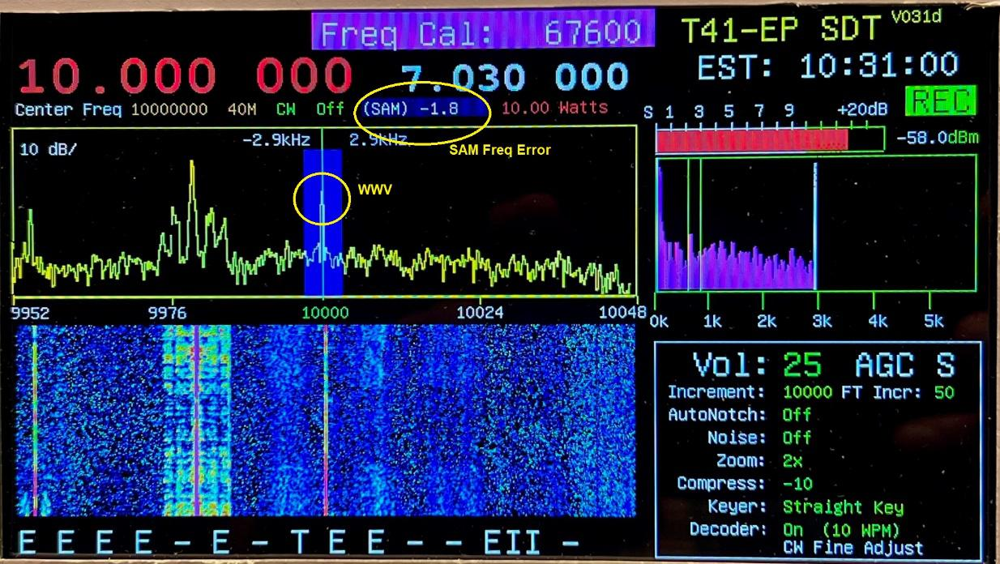 Freq Cal: 67600
T41-EP SDT V031d
10.000 000 7.030 000
EST: 10:31:00
Center Freq 10000000 40M CW Off (SAM) -1.8 10.00 Watts
S 1 3 5 7 9 +20dB
REC
-58.0dBm
10 dB/
-2.9kHz 2.9kHz
SAM Freq Error
WWV
9952 9976 10000 10024 10048
0k 1k 2k 3k 4k 5k
Vol: 25 AGC S
Increment: 10000 FT Incr: 50
AutoNotch: Off
Noise: Off
Zoom: 2x
Compress: -10
Keyer: Straight Key
Decoder: On (10 WPM)
CW Fine Adjust
E E E E - E - T E E - - EII -